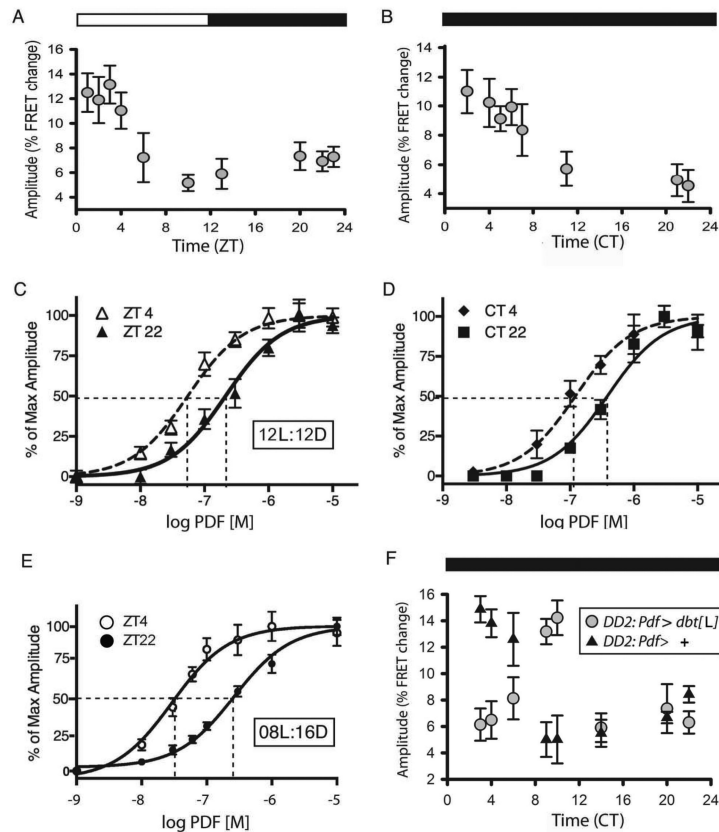 A
Amplitude (% FRET change)
16
14
12
10
8
6
4
0 4 8 12 16 20 24
Time (ZT)
B
Amplitude (% FRET change)
14
12
10
8
6
4
0 4 8 12 16 20 24
Time (CT)
C
ZT 4
ZT 22
% of Max Amplitude
100
75
50
25
0
12L:12D
-9 -8 -7 -6 -5
log PDF [M]
D
CT 4
CT 22
% of Max Amplitude
100
75
50
25
0
-9 -8 -7 -6 -5
log PDF [M]
E
ZT4
ZT22
% of Max Amplitude
100
75
50
25
0
08L:16D
-9 -8 -7 -6 -5
log PDF [M]
F
Amplitude (% FRET change)
16
14
12
10
8
6
4
2
DD2: Pdf > dbt[L]
DD2: Pdf> +
0 4 8 12 16 20 24
Time (CT)